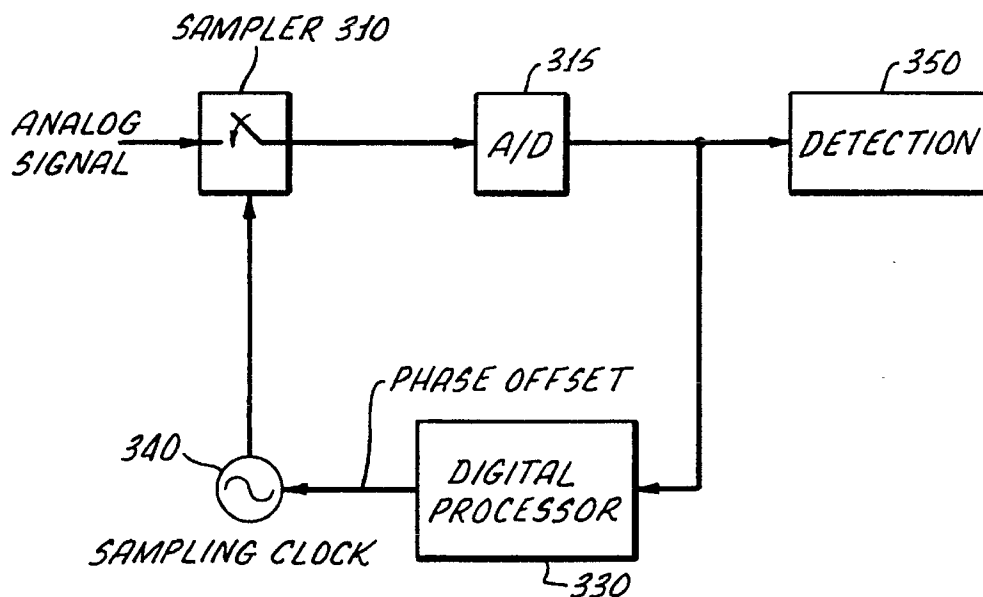 SAMPLER 310
315
350
ANALOG
SIGNAL
A/D
DETECTION
PHASE OFFSET
340
DIGITAL
PROCESSOR
SAMPLING CLOCK
330